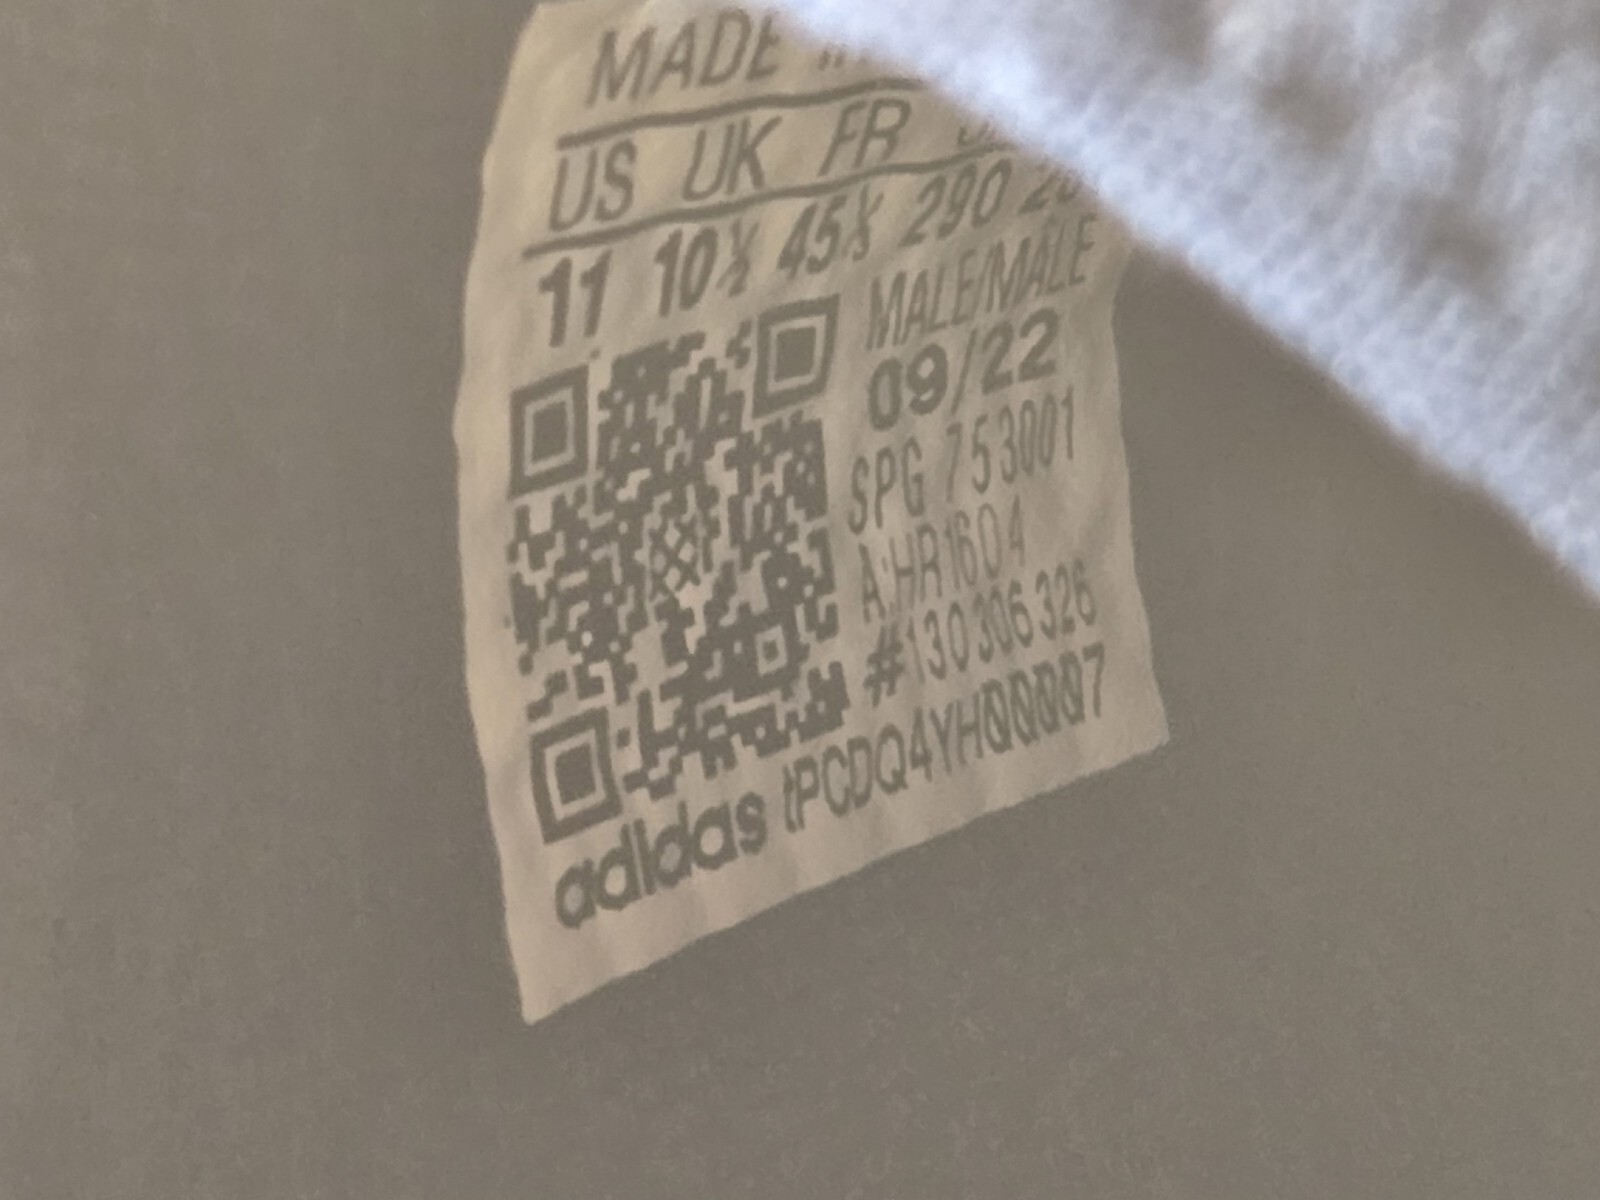 MADE
US UK FR
11 10½ 45⅓ 290
MALE/MALE
09/22
SPG 753001
A:HR1604
#130306326
adidas tPCDQ4YH00007